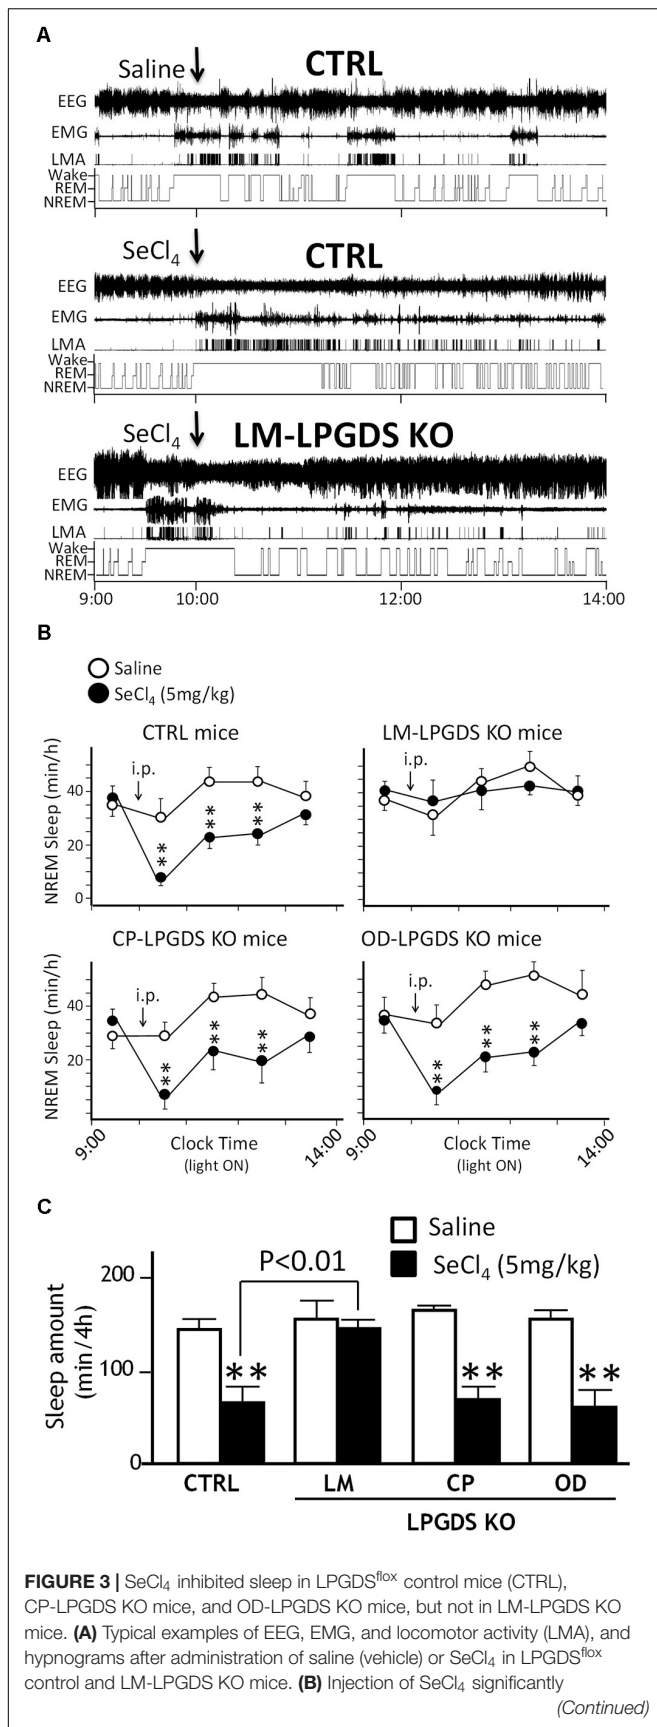 A
Saline
CTRL
EEG
EMG
LMA
Wake
REM
NREM
9:00
12:00
14:00
SeCl4
CTRL
EEG
EMG
LMA
Wake
REM
NREM
SeCl4
LM-LPGDS KO
EEG
EMG
LMA
Wake
REM
NREM
9:00
10:00
12:00
14:00
B
Saline
SeCl4 (5mg/kg)
CTRL mice
LM-LPGDS KO mice
i.p.
i.p.
NREM Sleep (min/h)
40
20
0
**
**
**
CP-LPGDS KO mice
OD-LPGDS KO mice
i.p.
i.p.
NREM Sleep (min/h)
40
20
**
**
**
**
**
**
9:00
Clock Time
(light ON)
14:00
9:00
Clock Time
(light ON)
14:00
C
Saline
SeCl4 (5mg/kg)
P<0.01
Sleep amount
(min/4h)
200
100
0
**
**
**
CTRL
LM
CP
OD
LPGDS KO
FIGURE 3 | SeCl4 inhibited sleep in LPGDSflox control mice (CTRL),
CP-LPGDS KO mice, and OD-LPGDS KO mice, but not in LM-LPGDS KO
mice. (A) Typical examples of EEG, EMG, and locomotor activity (LMA), and
hypnograms after administration of saline (vehicle) or SeCl4 in LPGDSflox
control and LM-LPGDS KO mice. (B) Injection of SeCl4 significantly
(Continued)